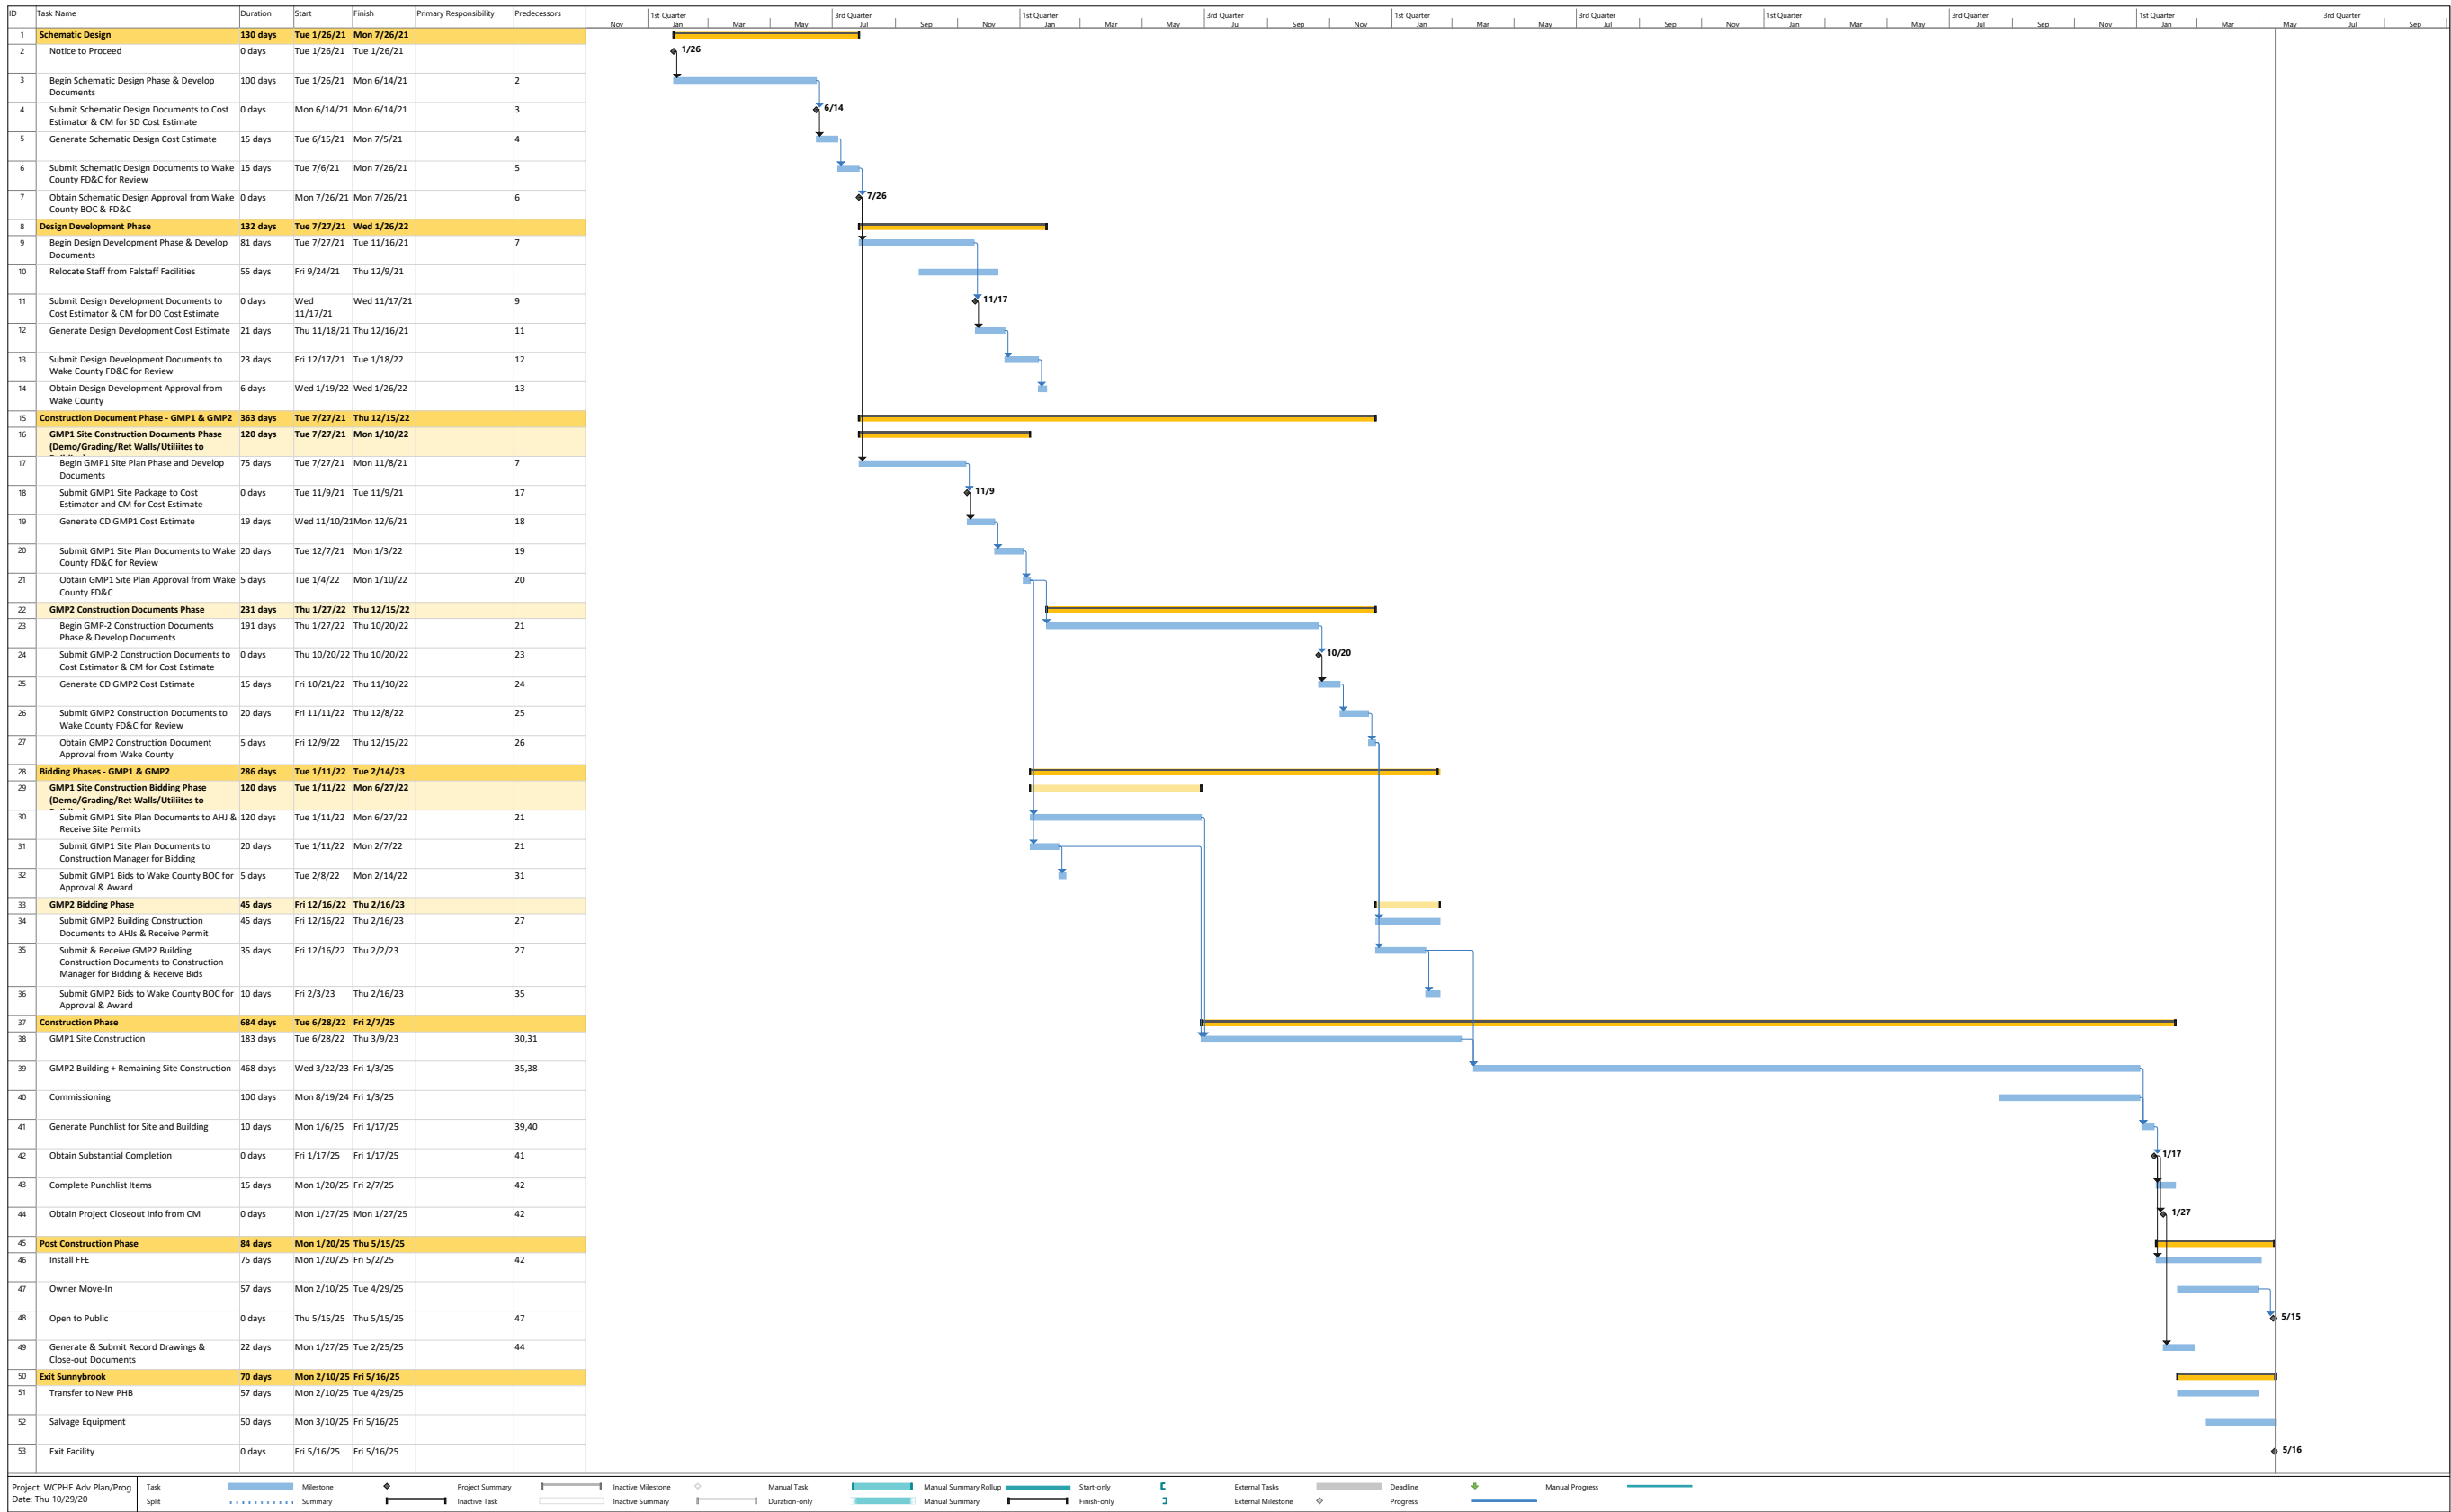 ID Task Name Duration Start Finish Primary Responsibility Predecessors
1st Quarter 3rd Quarter 1st Quarter 3rd Quarter 1st Quarter 3rd Quarter 1st Quarter 3rd Quarter 1st Quarter 3rd Quarter
Nov Jan Mar May Jul Sep Nov Jan Mar May Jul Sep Nov Jan Mar May Jul Sep Nov Jan Mar May Jul Sep Nov Jan Mar May Jul Sep
1 Schematic Design 130 days Tue 1/26/21 Mon 7/26/21
2 Notice to Proceed 0 days Tue 1/26/21 Tue 1/26/21 1/26
3 Begin Schematic Design Phase & Develop 100 days Tue 1/26/21 Mon 6/14/21 2
Documents
4 Submit Schematic Design Documents to Cost 0 days Mon 6/14/21 Mon 6/14/21 3 6/14
Estimator & CM for SD Cost Estimate
5 Generate Schematic Design Cost Estimate 15 days Tue 6/15/21 Mon 7/5/21 4
6 Submit Schematic Design Documents to Wake 15 days Tue 7/6/21 Mon 7/26/21 5
County FD&C for Review
7 Obtain Schematic Design Approval from Wake 0 days Mon 7/26/21 Mon 7/26/21 6 7/26
County BOC & FD&C
8 Design Development Phase 132 days Tue 7/27/21 Wed 1/26/22
9 Begin Design Development Phase & Develop 81 days Tue 7/27/21 Tue 11/16/21 7
Documents
10 Relocate Staff from Falstaff Facilities 55 days Fri 9/24/21 Thu 12/9/21
11 Submit Design Development Documents to 0 days Wed Wed 11/17/21 9 11/17
Cost Estimator & CM for DD Cost Estimate 11/17/21
12 Generate Design Development Cost Estimate 21 days Thu 11/18/21 Thu 12/16/21 11
13 Submit Design Development Documents to 23 days Fri 12/17/21 Tue 1/18/22 12
Wake County FD&C for Review
14 Obtain Design Development Approval from 6 days Wed 1/19/22 Wed 1/26/22 13
Wake County
15 Construction Document Phase - GMP1 & GMP2 363 days Tue 7/27/21 Thu 12/15/22
16 GMP1 Site Construction Documents Phase 120 days Tue 7/27/21 Mon 1/10/22
(Demo/Grading/Ret Walls/Utiliites to
17 Begin GMP1 Site Plan Phase and Develop 75 days Tue 7/27/21 Mon 11/8/21 7
Documents
18 Submit GMP1 Site Package to Cost 0 days Tue 11/9/21 Tue 11/9/21 17 11/9
Estimator and CM for Cost Estimate
19 Generate CD GMP1 Cost Estimate 19 days Wed 11/10/21 Mon 12/6/21 18
20 Submit GMP1 Site Plan Documents to Wake 20 days Tue 12/7/21 Mon 1/3/22 19
County FD&C for Review
21 Obtain GMP1 Site Plan Approval from Wake 5 days Tue 1/4/22 Mon 1/10/22 20
County FD&C
22 GMP2 Construction Documents Phase 231 days Thu 1/27/22 Thu 12/15/22
23 Begin GMP-2 Construction Documents 191 days Thu 1/27/22 Thu 10/20/22 21
Phase & Develop Documents
24 Submit GMP-2 Construction Documents to 0 days Thu 10/20/22 Thu 10/20/22 23 10/20
Cost Estimator & CM for Cost Estimate
25 Generate CD GMP2 Cost Estimate 15 days Fri 10/21/22 Thu 11/10/22 24
26 Submit GMP2 Construction Documents to 20 days Fri 11/11/22 Thu 12/8/22 25
Wake County FD&C for Review
27 Obtain GMP2 Construction Document 5 days Fri 12/9/22 Thu 12/15/22 26
Approval from Wake County
28 Bidding Phases - GMP1 & GMP2 286 days Tue 1/11/22 Tue 2/14/23
29 GMP1 Site Construction Bidding Phase 120 days Tue 1/11/22 Mon 6/27/22
(Demo/Grading/Ret Walls/Utiliites to
30 Submit GMP1 Site Plan Documents to AHJ & 120 days Tue 1/11/22 Mon 6/27/22 21
Receive Site Permits
31 Submit GMP1 Site Plan Documents to 20 days Tue 1/11/22 Mon 2/7/22 21
Construction Manager for Bidding
32 Submit GMP1 Bids to Wake County BOC for 5 days Tue 2/8/22 Mon 2/14/22 31
Approval & Award
33 GMP2 Bidding Phase 45 days Fri 12/16/22 Thu 2/16/23
34 Submit GMP2 Building Construction 45 days Fri 12/16/22 Thu 2/16/23 27
Documents to AHJs & Receive Permit
35 Submit & Receive GMP2 Building 35 days Fri 12/16/22 Thu 2/2/23 27
Construction Documents to Construction
Manager for Bidding & Receive Bids
36 Submit GMP2 Bids to Wake County BOC for 10 days Fri 2/3/23 Thu 2/16/23 35
Approval & Award
37 Construction Phase 684 days Tue 6/28/22 Fri 2/7/25
38 GMP1 Site Construction 183 days Tue 6/28/22 Thu 3/9/23 30,31
39 GMP2 Building + Remaining Site Construction 468 days Wed 3/22/23 Fri 1/3/25 35,38
40 Commissioning 100 days Mon 8/19/24 Fri 1/3/25
41 Generate Punchlist for Site and Building 10 days Mon 1/6/25 Fri 1/17/25 39,40
42 Obtain Substantial Completion 0 days Fri 1/17/25 Fri 1/17/25 41 1/17
43 Complete Punchlist Items 15 days Mon 1/20/25 Fri 2/7/25 42
44 Obtain Project Closeout Info from CM 0 days Mon 1/27/25 Mon 1/27/25 42 1/27
45 Post Construction Phase 84 days Mon 1/20/25 Thu 5/15/25
46 Install FFE 75 days Mon 1/20/25 Fri 5/2/25 42
47 Owner Move-In 57 days Mon 2/10/25 Tue 4/29/25
48 Open to Public 0 days Thu 5/15/25 Thu 5/15/25 47 5/15
49 Generate & Submit Record Drawings & 22 days Mon 1/27/25 Tue 2/25/25 44
Close-out Documents
50 Exit Sunnybrook 70 days Mon 2/10/25 Fri 5/16/25
51 Transfer to New PHB 57 days Mon 2/10/25 Tue 4/29/25
52 Salvage Equipment 50 days Mon 3/10/25 Fri 5/16/25
53 Exit Facility 0 days Fri 5/16/25 Fri 5/16/25 5/16
Project: WCPHF Adv Plan/Prog
Date: Thu 10/29/20
Task Milestone Project Summary Inactive Milestone Manual Task Manual Summary Rollup Start-only External Tasks Deadline Manual Progress
Split Summary Inactive Task Inactive Summary Duration-only Manual Summary Finish-only External Milestone Progress